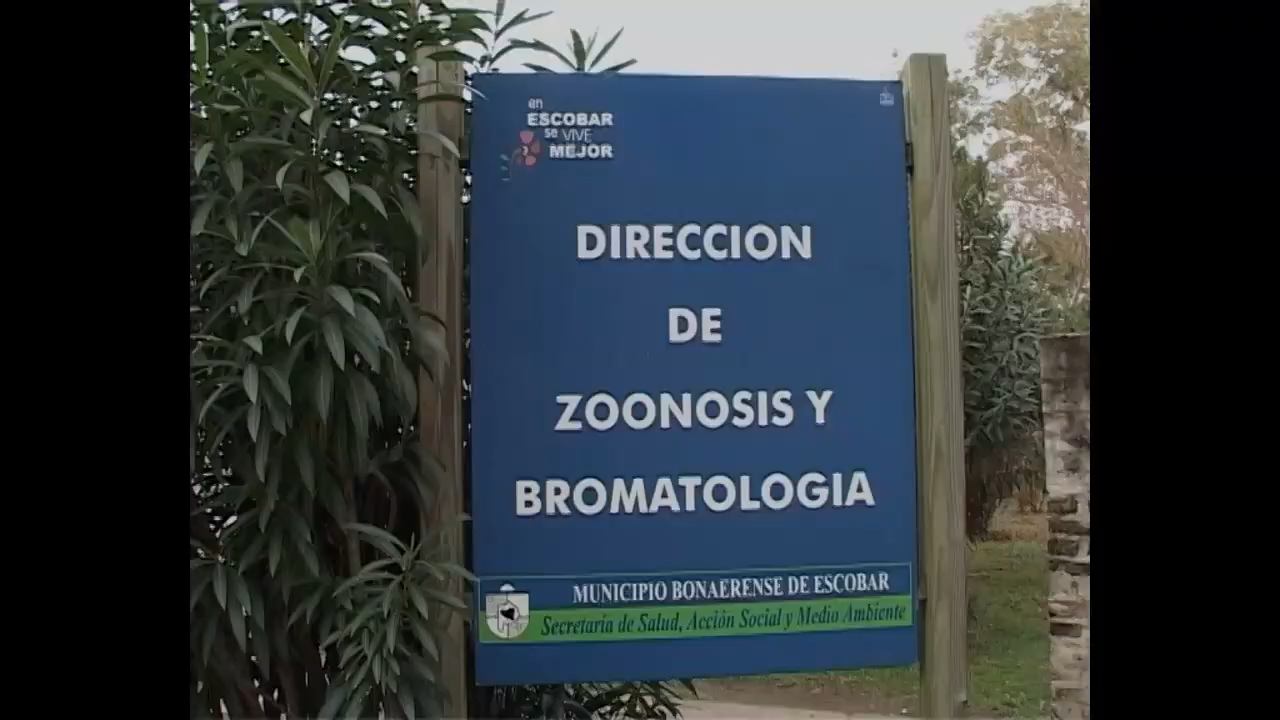 en
ESCOBAR
se VIVE
MEJOR
DIRECCION
DE
ZOONOSIS Y
BROMATOLOGIA
MUNICIPIO BONAERENSE DE ESCOBAR
Secretaría de Salud, Acción Social y Medio Ambiente